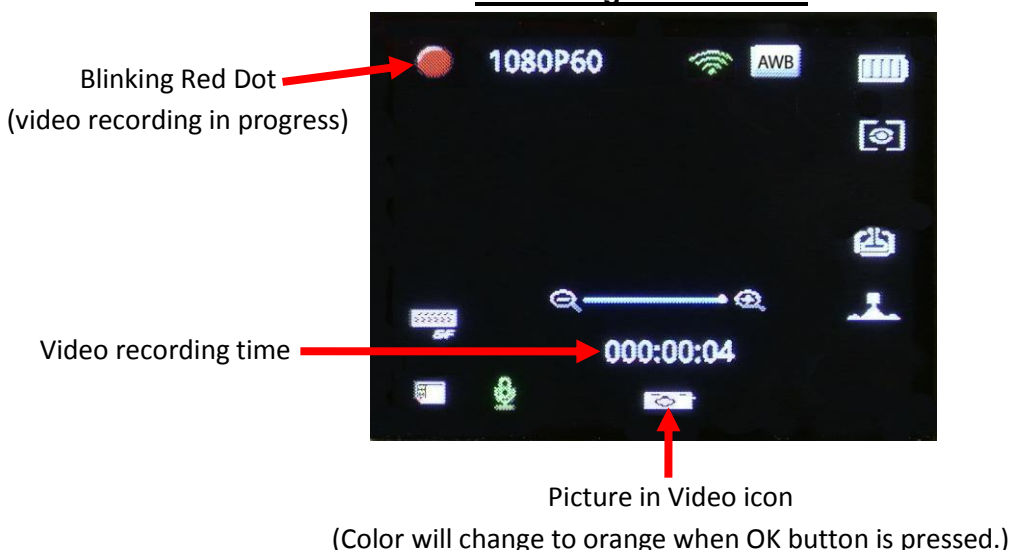 1080P60
AWB
Blinking Red Dot
(video recording in progress)
SF
Video recording time
000:00:04
Picture in Video icon
(Color will change to orange when OK button is pressed.)